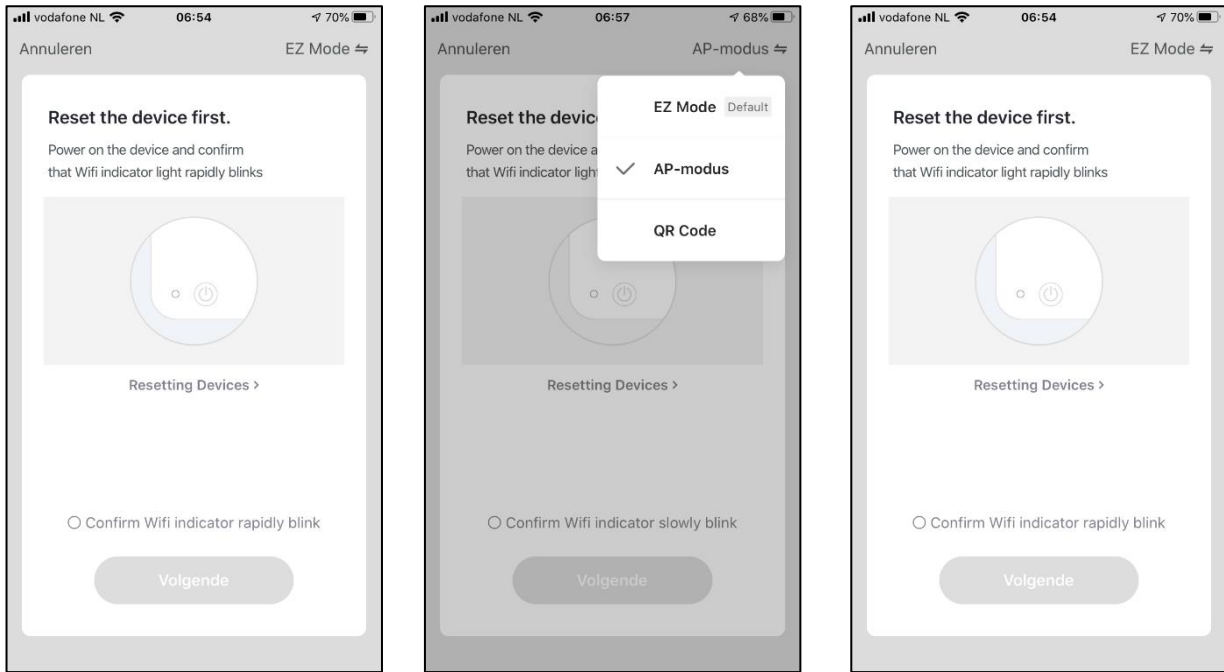 vodafone NL 06:54 70%
Annuleren EZ Mode
Reset the device first.
Power on the device and confirm
that Wifi indicator light rapidly blinks
Resetting Devices >
Confirm Wifi indicator rapidly blink
Volgende
vodafone NL 06:57 68%
Annuleren AP-modus
EZ Mode Default
AP-modus
QR Code
Reset the devic
Power on the device a
that Wifi indicator ligh
Resetting Devices >
Confirm Wifi indicator slowly blink
Volgende
vodafone NL 06:54 70%
Annuleren EZ Mode
Reset the device first.
Power on the device and confirm
that Wifi indicator light rapidly blinks
Resetting Devices >
Confirm Wifi indicator rapidly blink
Volgende